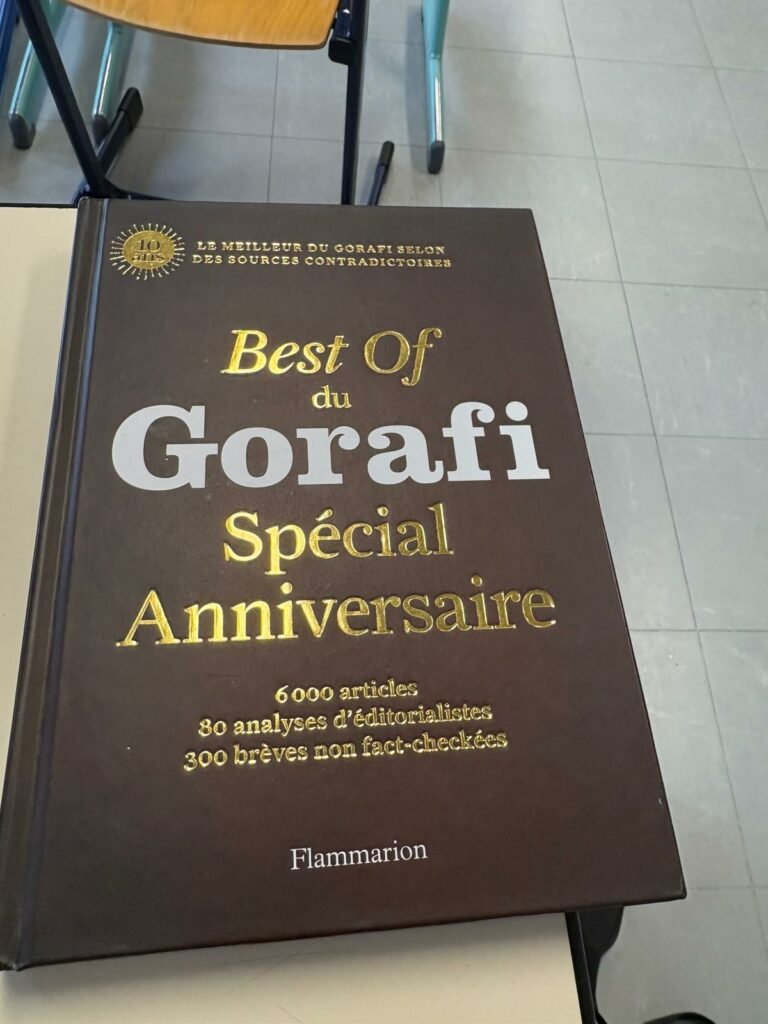 10
ans
LE MEILLEUR DU GORAFI SELON
DES SOURCES CONTRADICTOIRES
Best Of
du
Gorafi
Spécial
Anniversaire
6 000 articles
80 analyses d'éditorialistes
300 brèves non fact-checkées
Flammarion